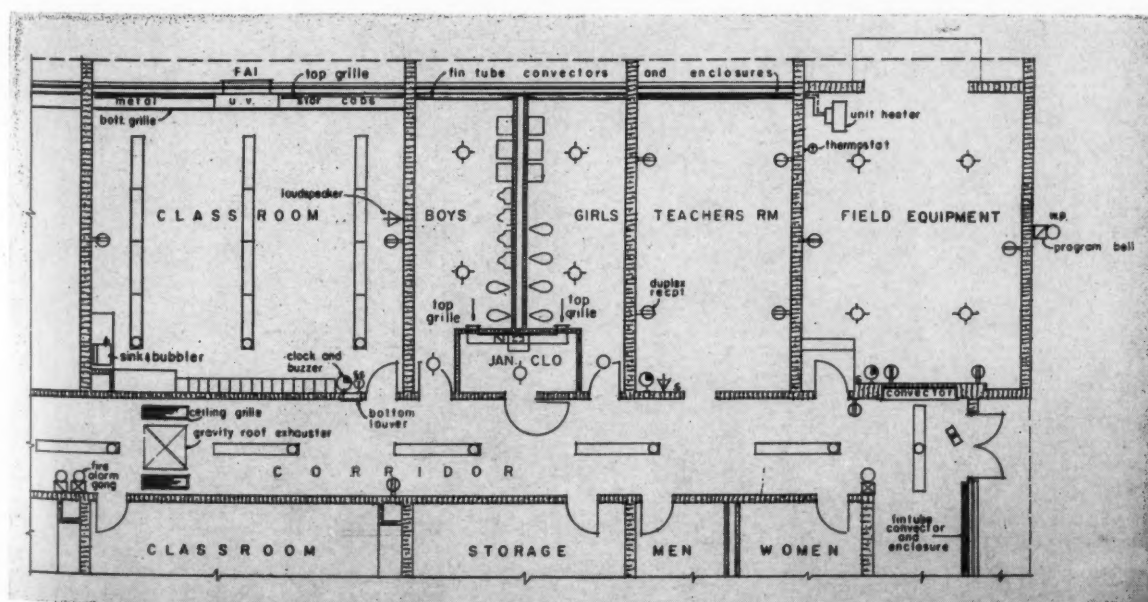 FAI
top grille
fin tube convectors and enclosures
metal
u.v.
stor cabs
bott. grille
unit heater
thermostat
loudspeaker
CLASSROOM
BOYS
GIRLS
TEACHERS RM
FIELD EQUIPMENT
w.p.
program bell
duplex recpt.
top grille
top grille
sink & bubbler
clock and buzzer
JAN. CLO
S
convector
bottom louver
ceiling grille
gravity roof exhauster
fire alarm gong
CORRIDOR
fin tube convector and enclosure
CLASSROOM
STORAGE
MEN
WOMEN